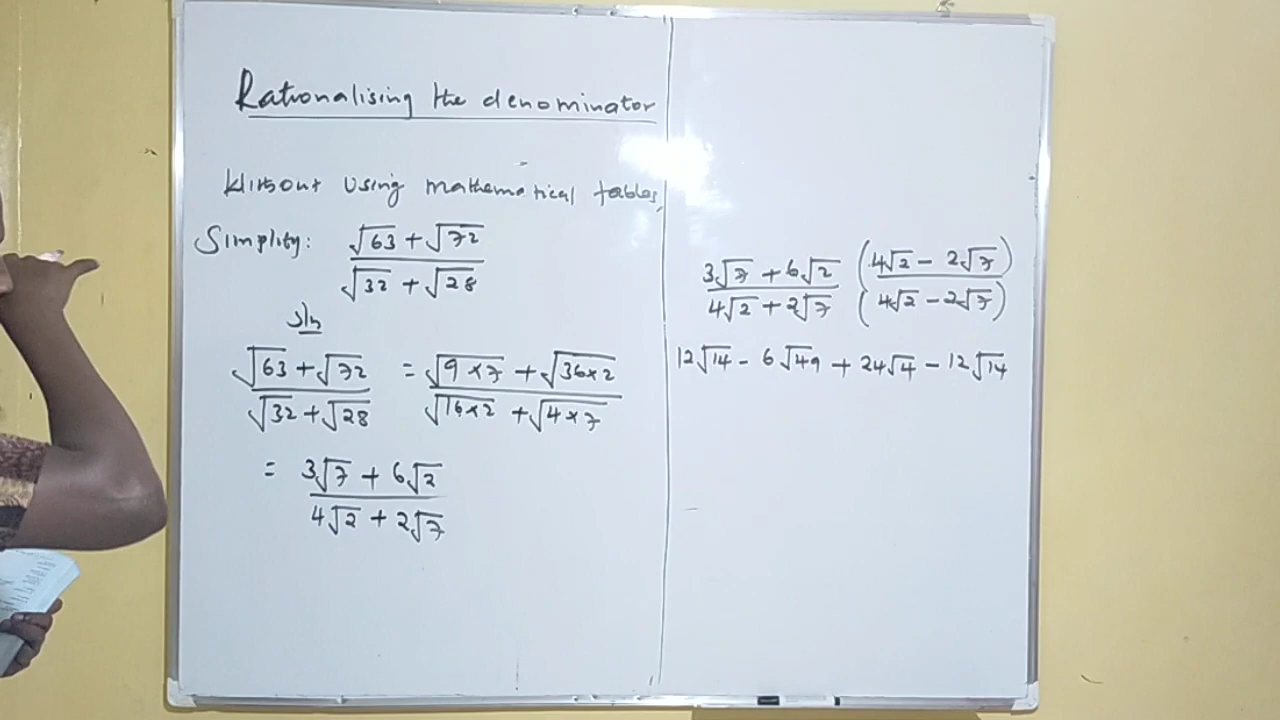 Rationalising the denominator
Without using mathematical tables,
Simplify: √63 + √72 / √32 + √28
Soln
√63 + √72 / √32 + √28 = √9×7 + √36×2 / √16×2 + √4×7
= 3√7 + 6√2 / 4√2 + 2√7
3√7 + 6√2 / 4√2 + 2√7 (4√2 - 2√7 / 4√2 - 2√7)
12√14 - 6√49 + 24√4 - 12√14